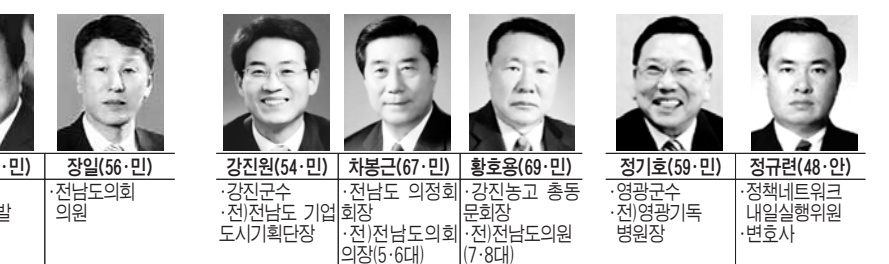 ·민)
발
장일(56·민)
·전남도의회
의원
강진원(54·민)
·강진군수
·전)전남도 기업
도시기획단장
차봉근(67·민)
·전남도 의정회
회장
·전)전남도의회
의장(5·6대)
황호용(69·민)
·강진농고 총동
문회장
·전)전남도의원
(7·8대)
정기호(59·민)
·영광군수
·전)영광기독
병원장
정규련(48·안)
·정책네트워크
내일실행위원
·변호사